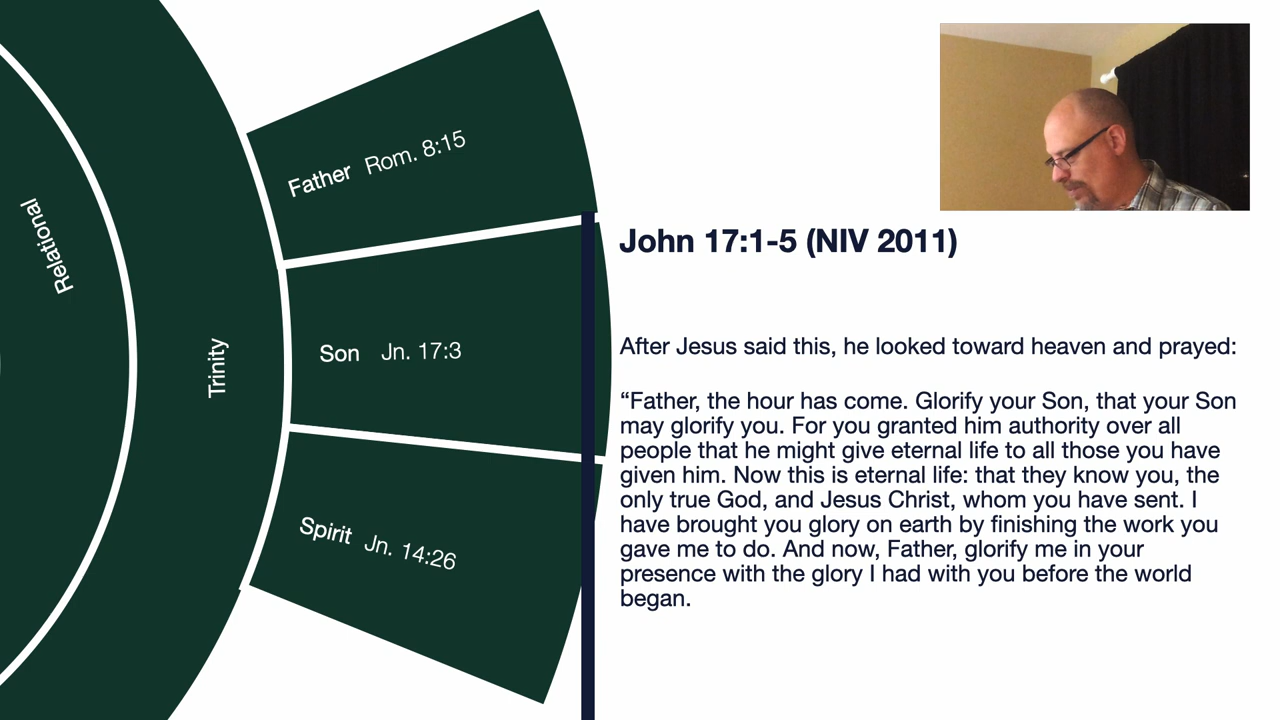 Relational
Trinity
Father Rom. 8:15
Son Jn. 17:3
Spirit Jn. 14:26
John 17:1-5 (NIV 2011)
After Jesus said this, he looked toward heaven and prayed:
“Father, the hour has come. Glorify your Son, that your Son
may glorify you. For you granted him authority over all
people that he might give eternal life to all those you have
given him. Now this is eternal life: that they know you, the
only true God, and Jesus Christ, whom you have sent. I
have brought you glory on earth by finishing the work you
gave me to do. And now, Father, glorify me in your
presence with the glory I had with you before the world
began.